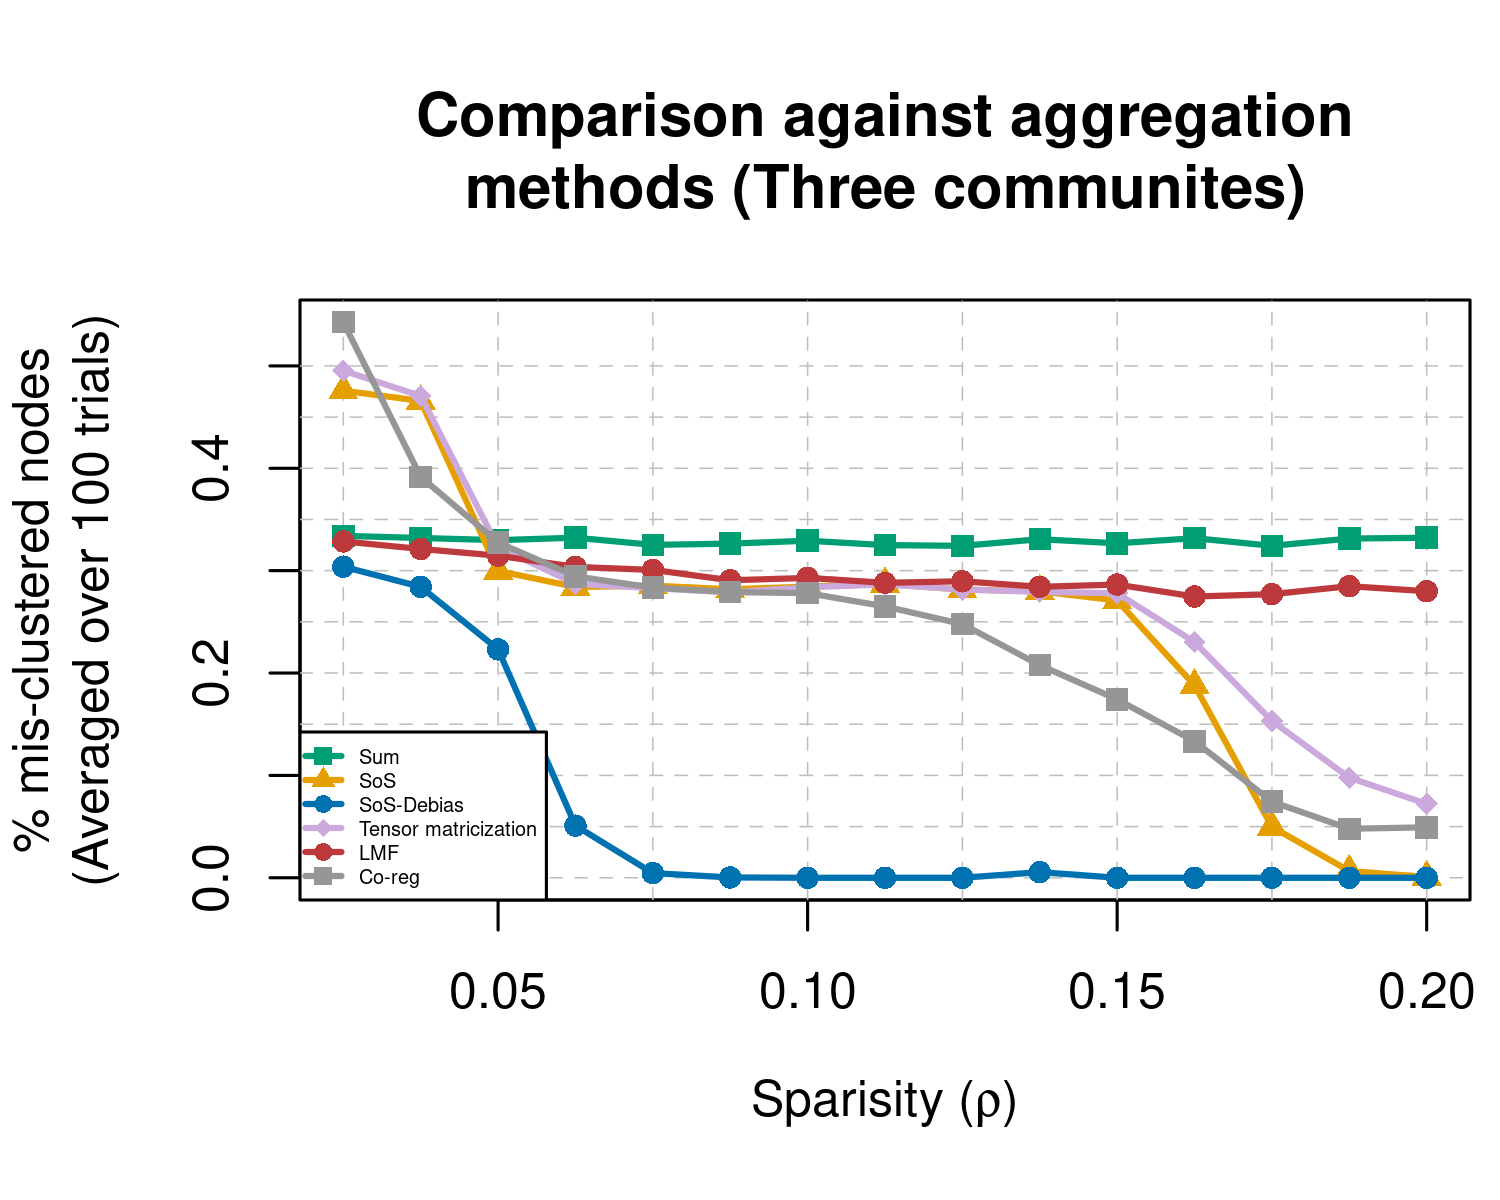 Comparison against aggregation
methods (Three communites)
% mis-clustered nodes
(Averaged over 100 trials)
0.4
0.2
0.0
Sum
SoS
SoS-Debias
Tensor matricization
LMF
Co-reg
0.05
0.10
0.15
0.20
Sparisity (ρ)